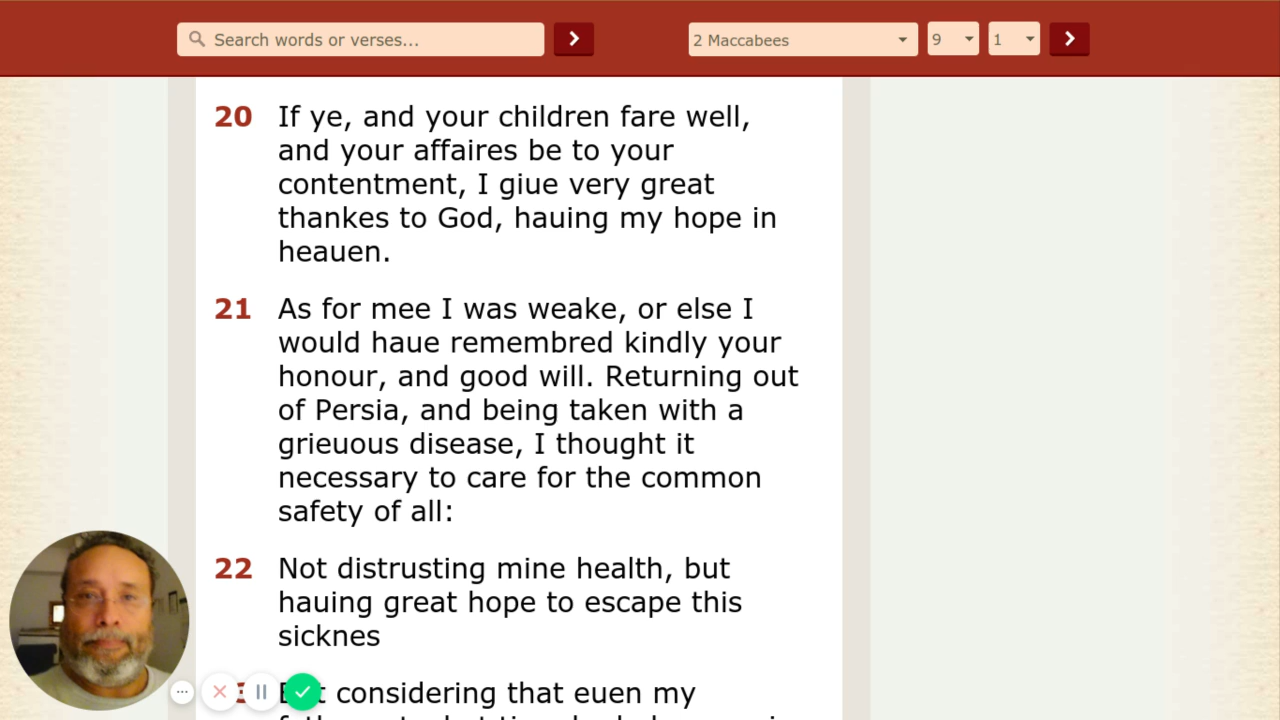 Search words or verses...
2 Maccabees
9
1
20 If ye, and your children fare well,
and your affaires be to your
contentment, I giue very great
thankes to God, hauing my hope in
heauen.
21 As for mee I was weake, or else I
would haue remembred kindly your
honour, and good will. Returning out
of Persia, and being taken with a
grieuous disease, I thought it
necessary to care for the common
safety of all:
22 Not distrusting mine health, but
hauing great hope to escape this
sicknes
considering that euen my